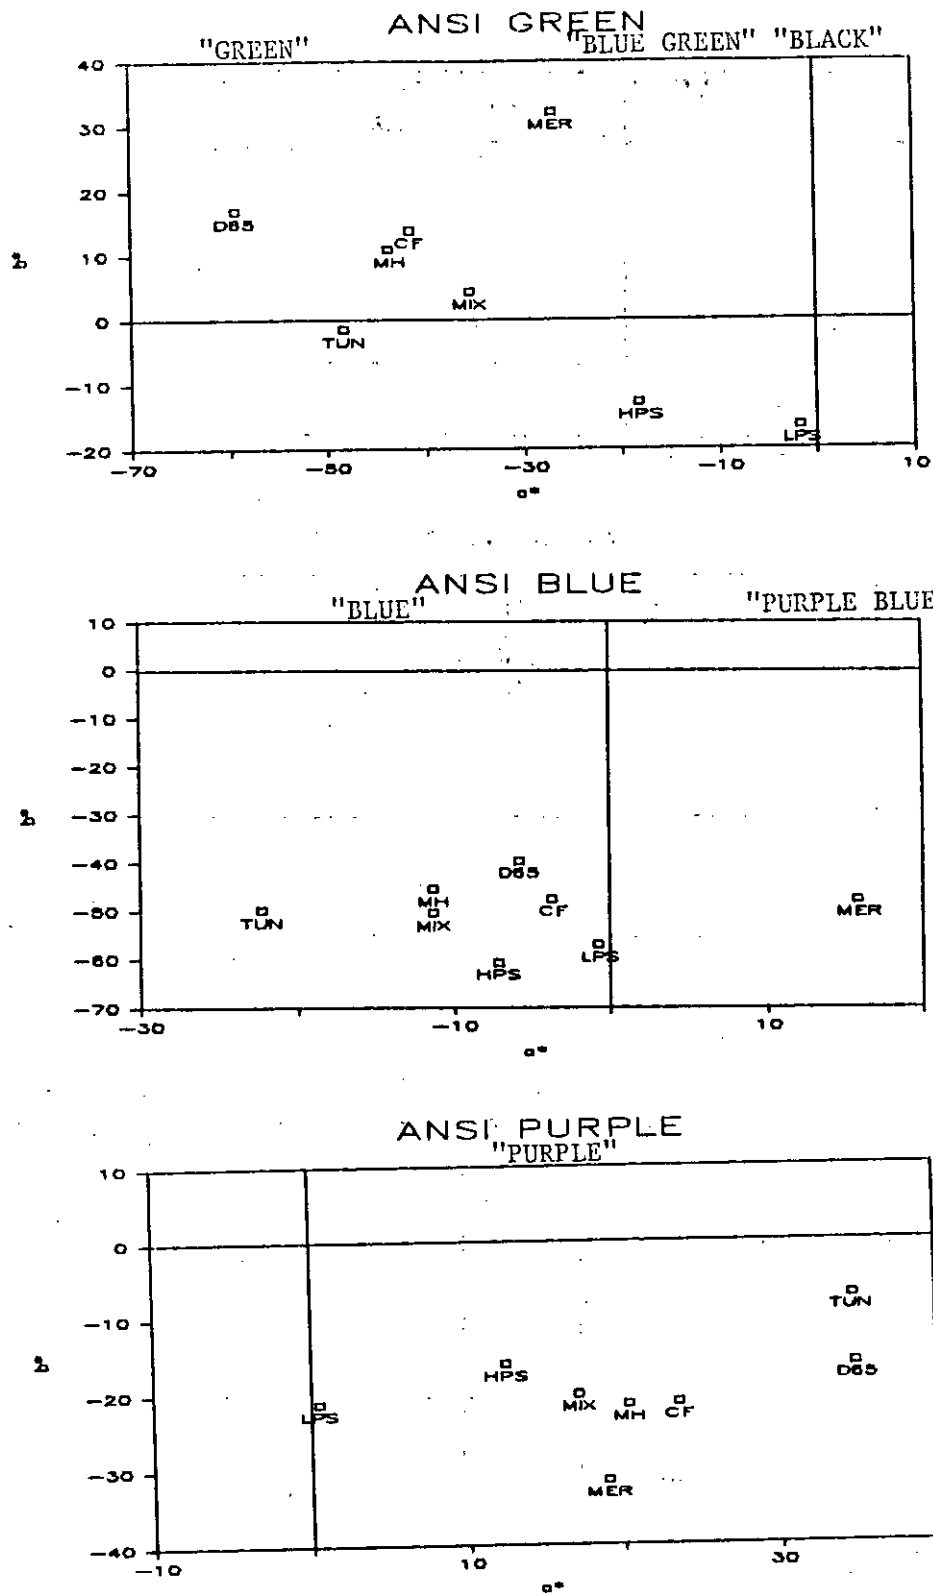 ANSI GREEN
"GREEN" "BLUE GREEN" "BLACK"
40
30
20
10
0
-10
-20
b*
MER
D65
CF
MH
MIX
TUN
HPS
LPS
-70 -50 -30 -10 10
a*
ANSI BLUE
"BLUE" "PURPLE BLUE
10
0
-10
-20
-30
-40
-50
-60
-70
b*
D65
MH
CF
MER
TUN
MIX
LPS
HPS
-30 -10 10
a*
ANSI PURPLE
"PURPLE"
10
0
-10
-20
-30
-40
b*
TUN
HPS
D65
MIX
MH
CF
LPS
MER
-10 10 30
a*